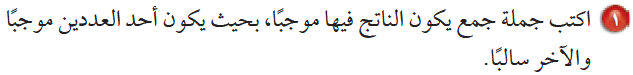 ١ اكتب جملة جمع يكون الناتج فيها موجبًا، بحيث يكون أحد العددين موجبًا
والآخر سالبًا.